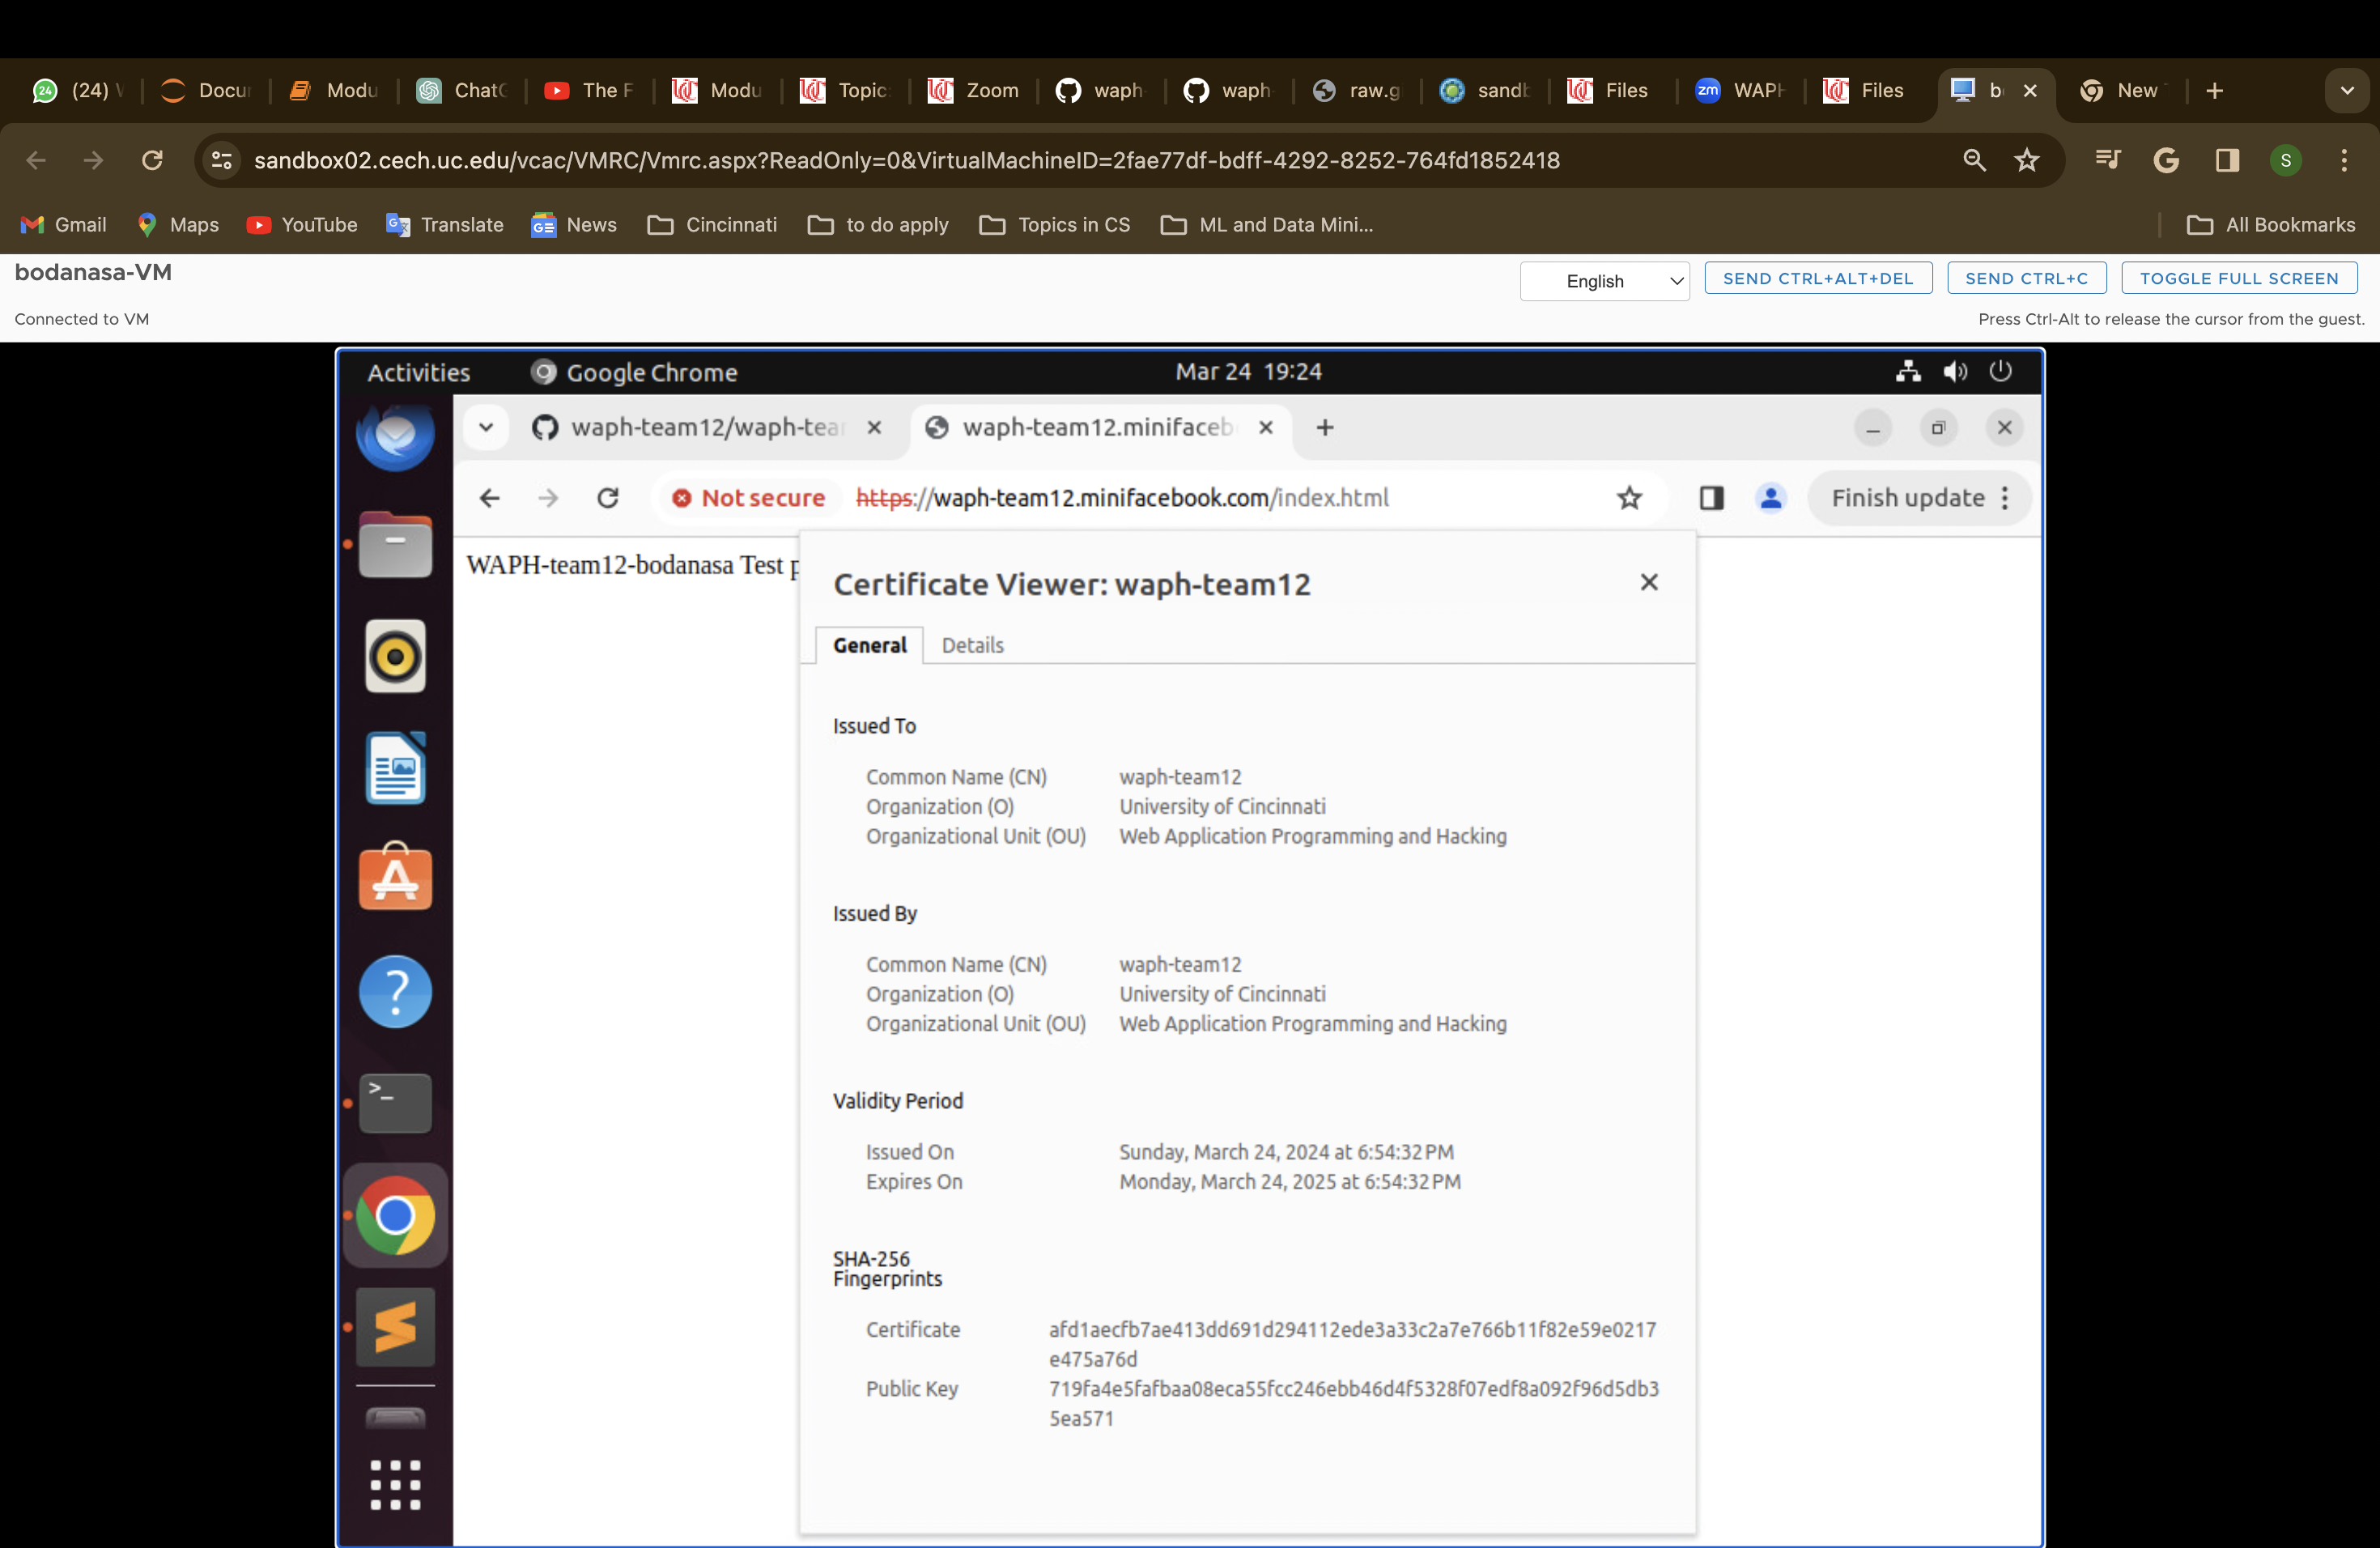 (24) W
Docu
Modu
ChatG
The F
Modu
Topic
Zoom
waph
waph
raw.g
sandb
Files
WAPH
Files
b
New
sandbox02.cech.uc.edu/vcac/VMRC/Vmrc.aspx?ReadOnly=0&VirtualMachineID=2fae77df-bdff-4292-8252-764fd1852418
S
Gmail
Maps
YouTube
Translate
News
Cincinnati
to do apply
Topics in CS
ML and Data Mini...
All Bookmarks
bodanasa-VM
English
SEND CTRL+ALT+DEL
SEND CTRL+C
TOGGLE FULL SCREEN
Connected to VM
Press Ctrl-Alt to release the cursor from the guest.
Activities
Google Chrome
Mar 24 19:24
waph-team12/waph-tear
waph-team12.minifaceb
Not secure
https://waph-team12.minifacebook.com/index.html
Finish update
WAPH-team12-bodanasa Test p
Certificate Viewer: waph-team12
General
Details
Issued To
Common Name (CN) waph-team12
Organization (O) University of Cincinnati
Organizational Unit (OU) Web Application Programming and Hacking
Issued By
Common Name (CN) waph-team12
Organization (O) University of Cincinnati
Organizational Unit (OU) Web Application Programming and Hacking
Validity Period
Issued On Sunday, March 24, 2024 at 6:54:32 PM
Expires On Monday, March 24, 2025 at 6:54:32 PM
SHA-256
Fingerprints
Certificate afd1aecfb7ae413dd691d294112ede3a33c2a7e766b11f82e59e0217
e475a76d
Public Key 719fa4e5fafbaa08eca55fcc246ebb46d4f5328f07edf8a092f96d5db3
5ea571